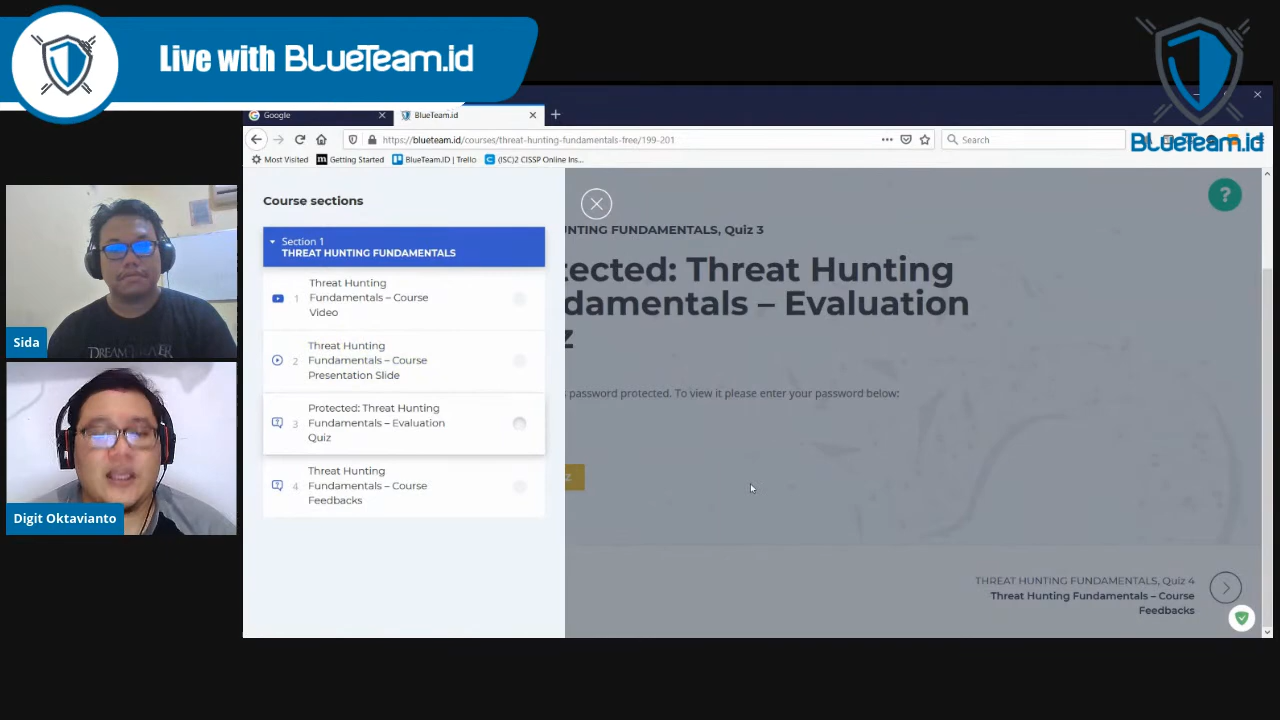 Live with BLUETeam.id
BLUETeam.id
Google
BlueTeam.id
https://blueteam.id/courses/threat-hunting-fundamentals-free/199-201
Search
Most Visited
Getting Started
BlueTeam.ID | Trello
(ISC)2 CISSP Online Ins...
Course sections
Section 1
THREAT HUNTING FUNDAMENTALS
1
Threat Hunting
Fundamentals – Course
Video
2
Threat Hunting
Fundamentals – Course
Presentation Slide
3
Protected: Threat Hunting
Fundamentals – Evaluation
Quiz
4
Threat Hunting
Fundamentals – Course
Feedbacks
UNTING FUNDAMENTALS, Quiz 3
tected: Threat Hunting
damentals – Evaluation
z
s password protected. To view it please enter your password below:
z
?
THREAT HUNTING FUNDAMENTALS, Quiz 4
Threat Hunting Fundamentals – Course
Feedbacks
Sida
Digit Oktavianto